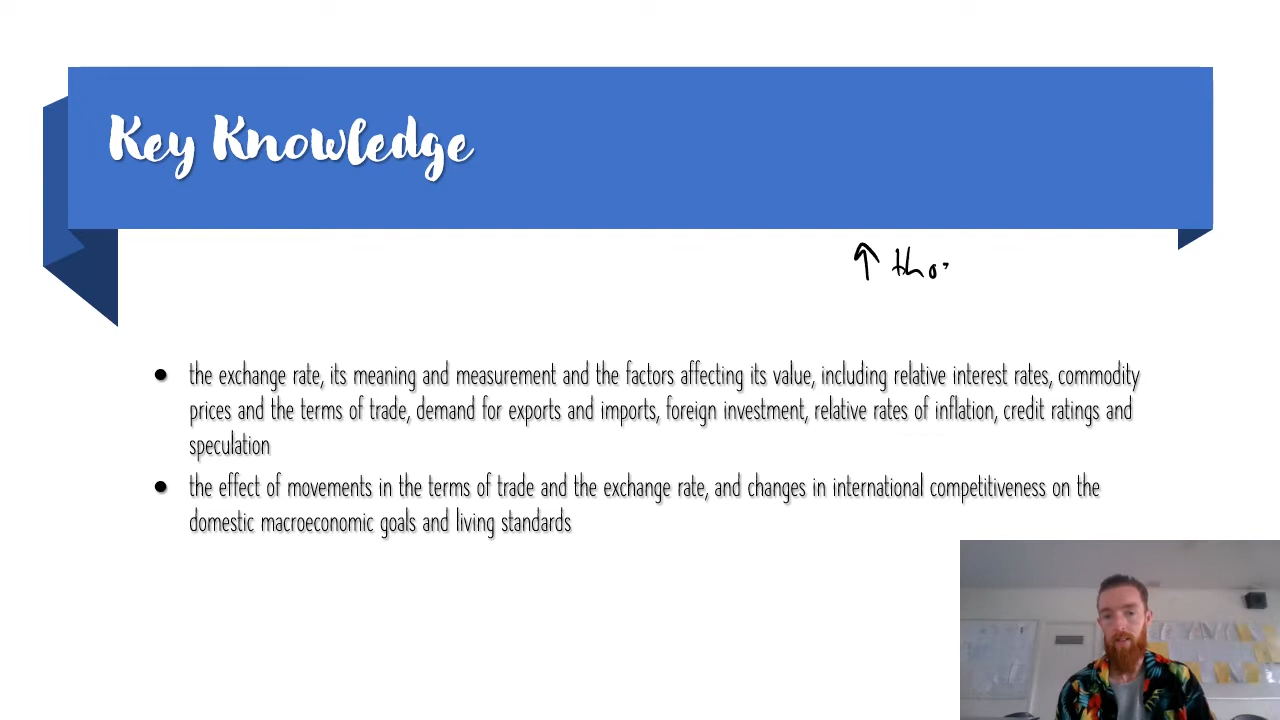 Key Knowledge
↑ tho
● the exchange rate, its meaning and measurement and the factors affecting its value, including relative interest rates, commodity
prices and the terms of trade, demand for exports and imports, foreign investment, relative rates of inflation, credit ratings and
speculation
● the effect of movements in the terms of trade and the exchange rate, and changes in international competitiveness on the
domestic macroeconomic goals and living standards